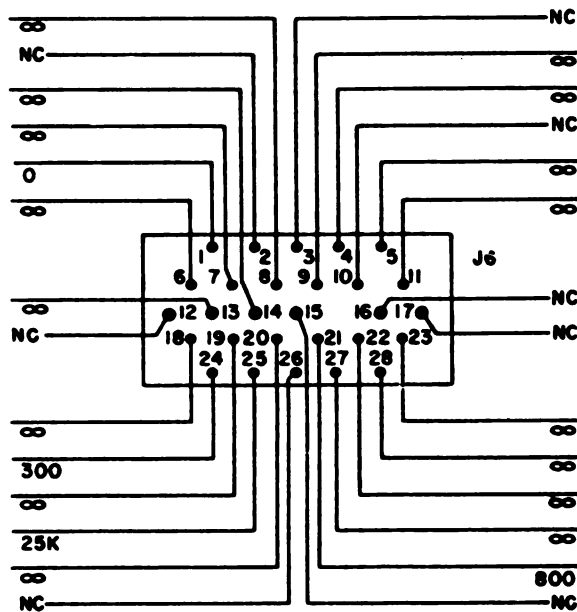 ∞ NC
NC ∞
∞ ∞
∞ NC
0 ∞
∞ ∞
1 2 3 4 5 J6
6 7 8 9 10 11
∞ 12 13 14 15 16 17 NC
NC NC
18 19 20 21 22 23
24 25 26 27 28
∞ ∞
300 ∞
∞ ∞
25K ∞
∞ 800
NC NC